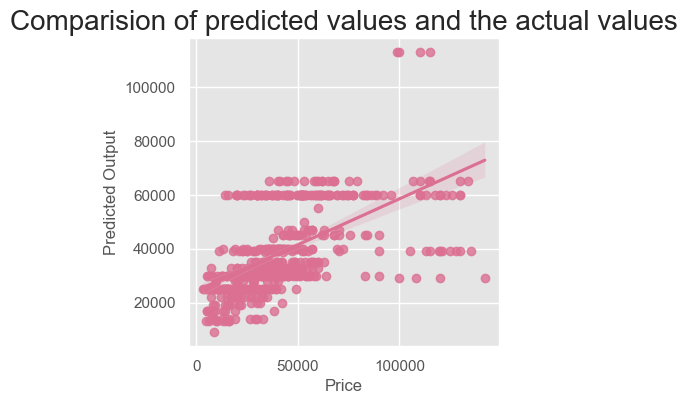 Comparision of predicted values and the actual values
100000
80000
60000
40000
20000
Predicted Output
0 50000 100000
Price